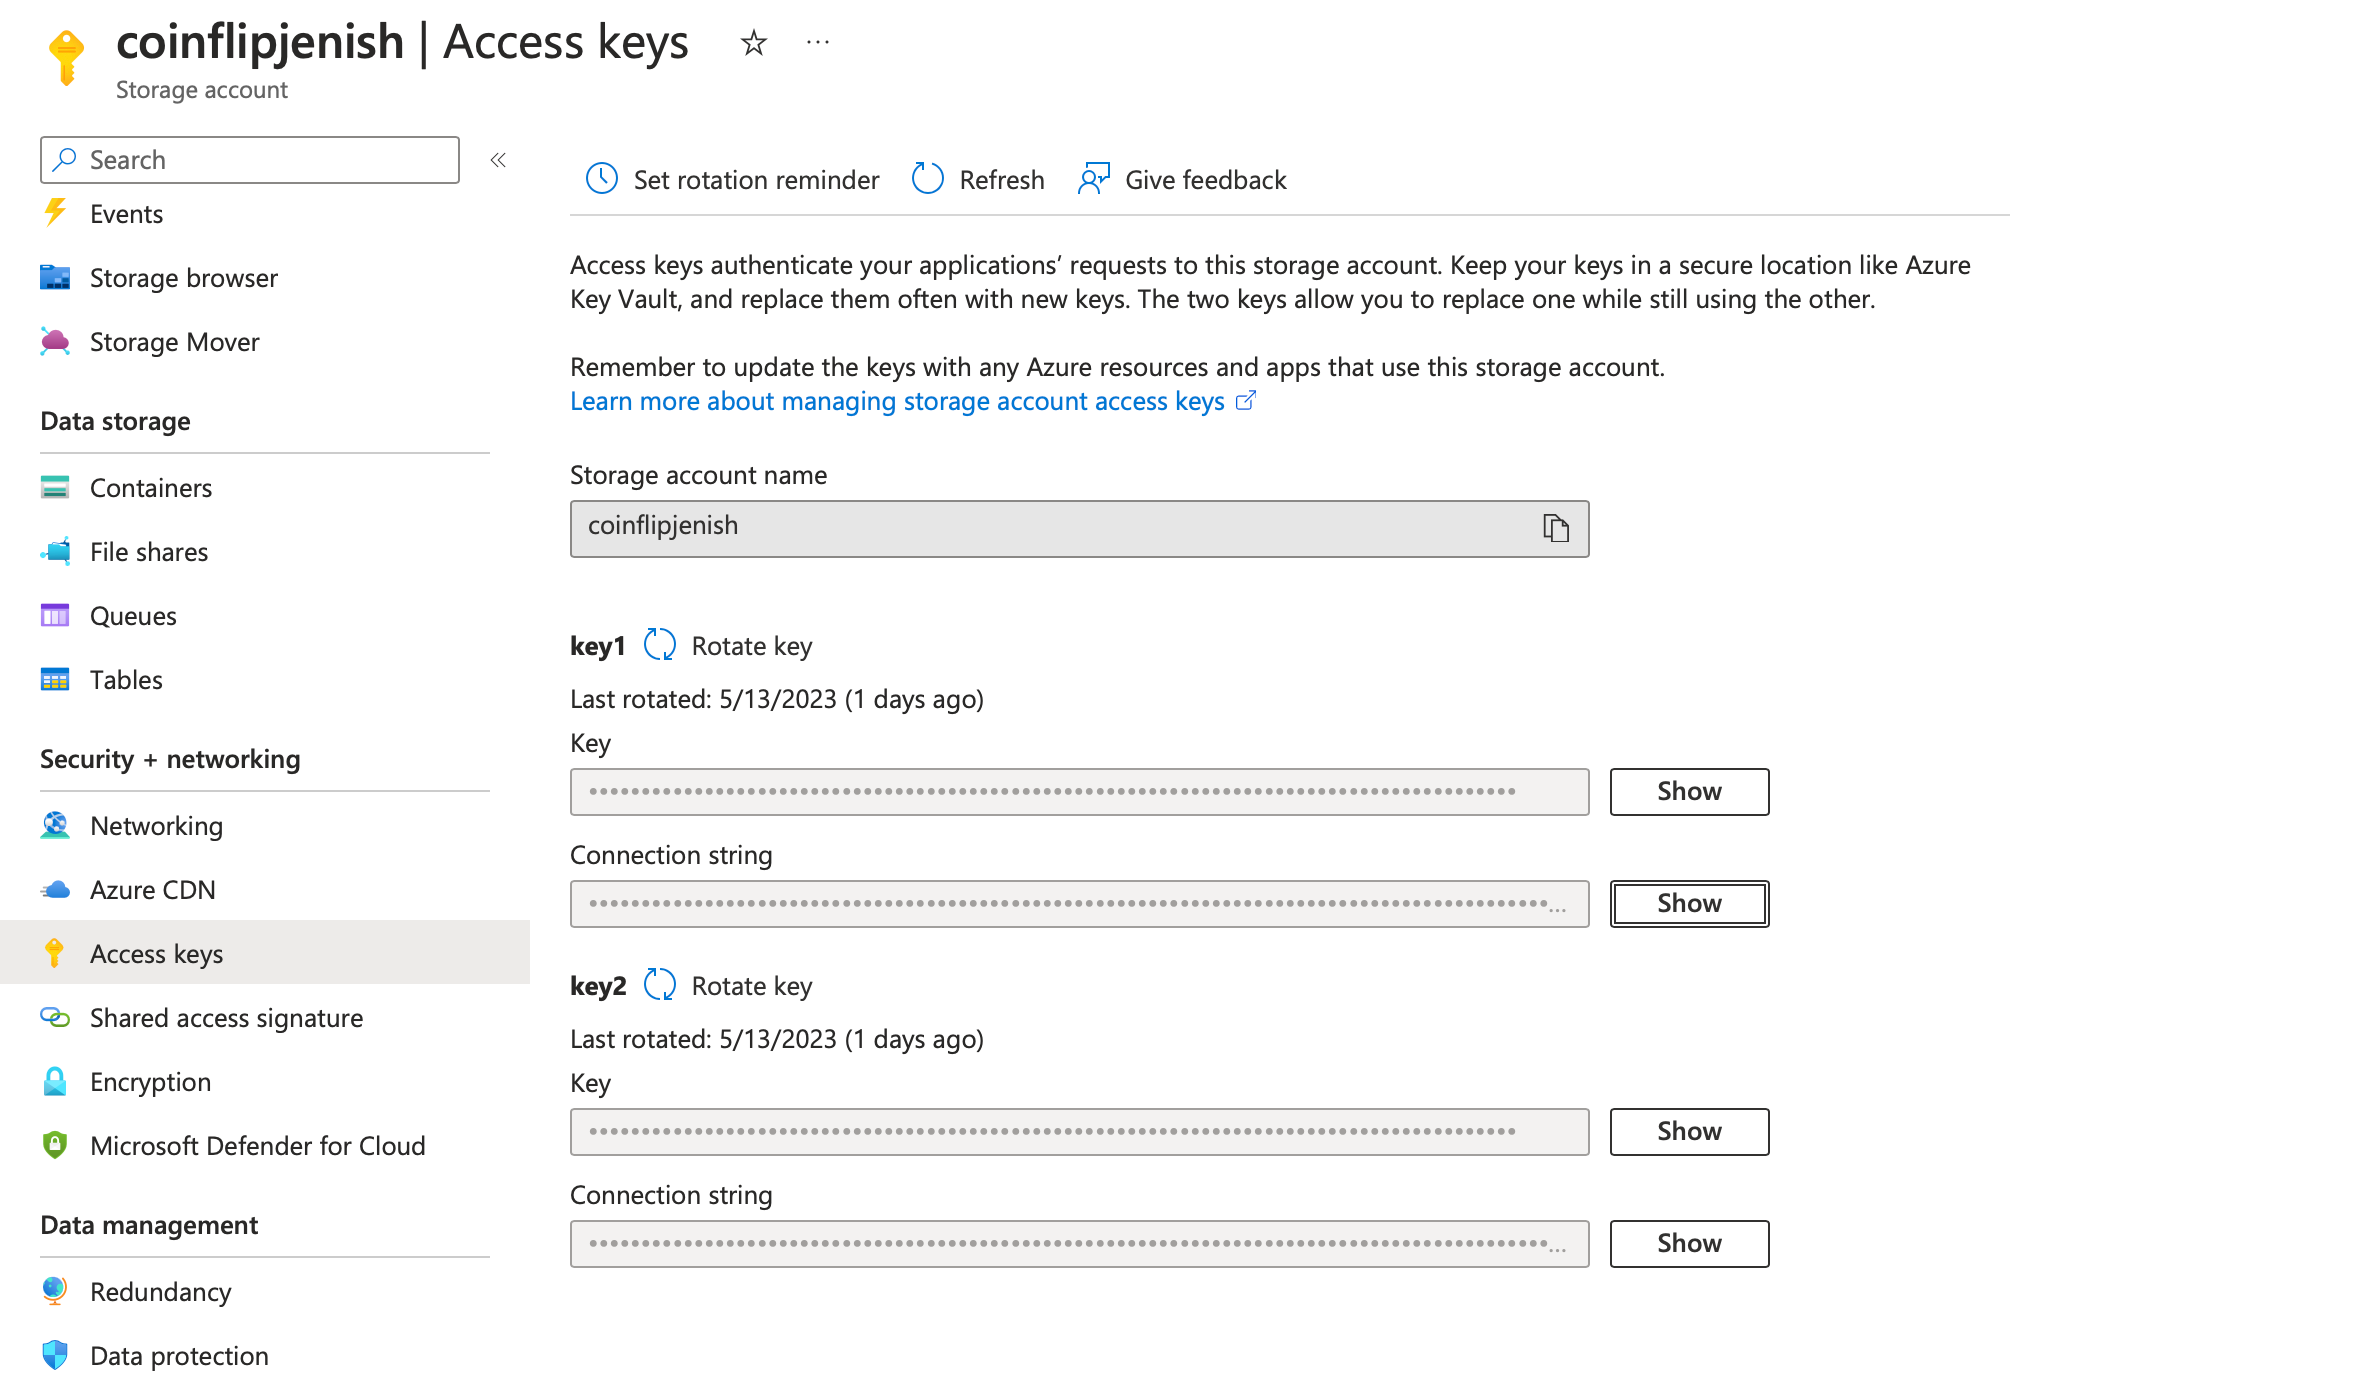 coinflipjenish | Access keys
Storage account
Search
Events
Storage browser
Storage Mover
Data storage
Containers
File shares
Queues
Tables
Security + networking
Networking
Azure CDN
Access keys
Shared access signature
Encryption
Microsoft Defender for Cloud
Data management
Redundancy
Data protection
Set rotation reminder
Refresh
Give feedback
Access keys authenticate your applications’ requests to this storage account. Keep your keys in a secure location like Azure
Key Vault, and replace them often with new keys. The two keys allow you to replace one while still using the other.
Remember to update the keys with any Azure resources and apps that use this storage account.
Learn more about managing storage account access keys
Storage account name
coinflipjenish
key1 Rotate key
Last rotated: 5/13/2023 (1 days ago)
Key
Show
Connection string
Show
key2 Rotate key
Last rotated: 5/13/2023 (1 days ago)
Key
Show
Connection string
Show